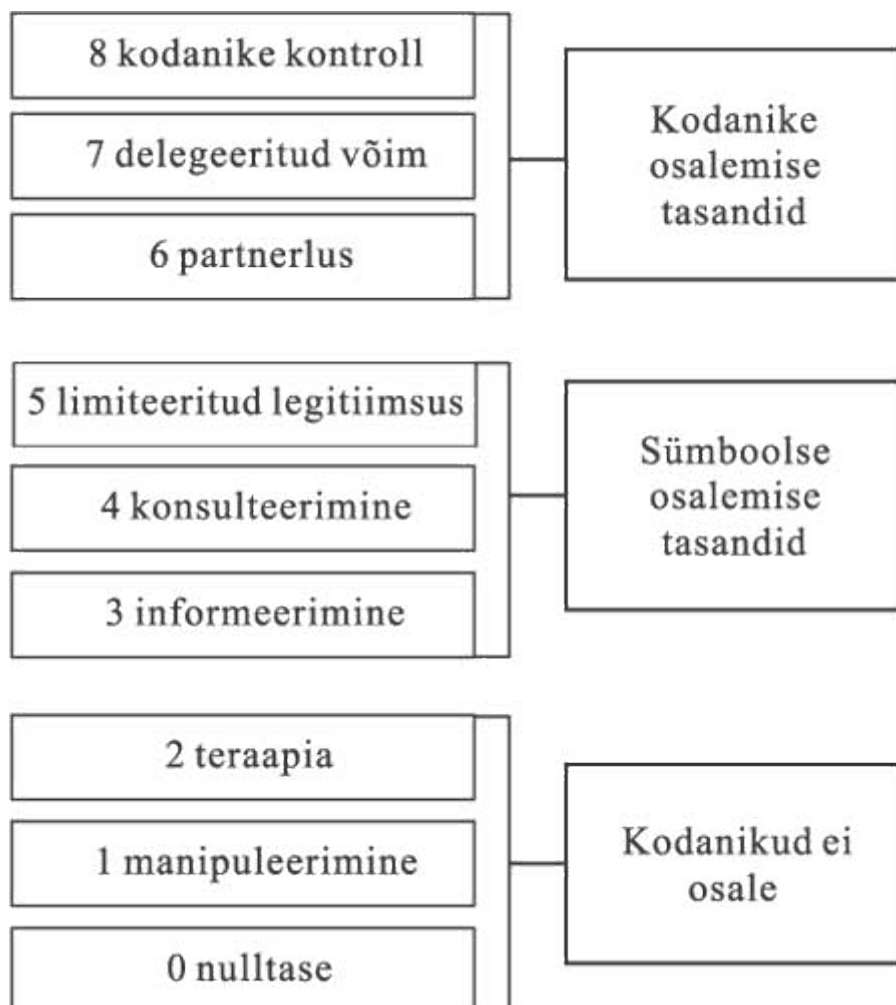 8 kodanike kontroll
7 delegeeritud võim
6 partnerlus
Kodanike
osalemise
tasandid
5 limiteeritud legitiimsus
4 konsulteerimine
3 informeerimine
Sümboolse
osalemise
tasandid
2 teraapia
1 manipuleerimine
0 nulltase
Kodanikud ei
osale